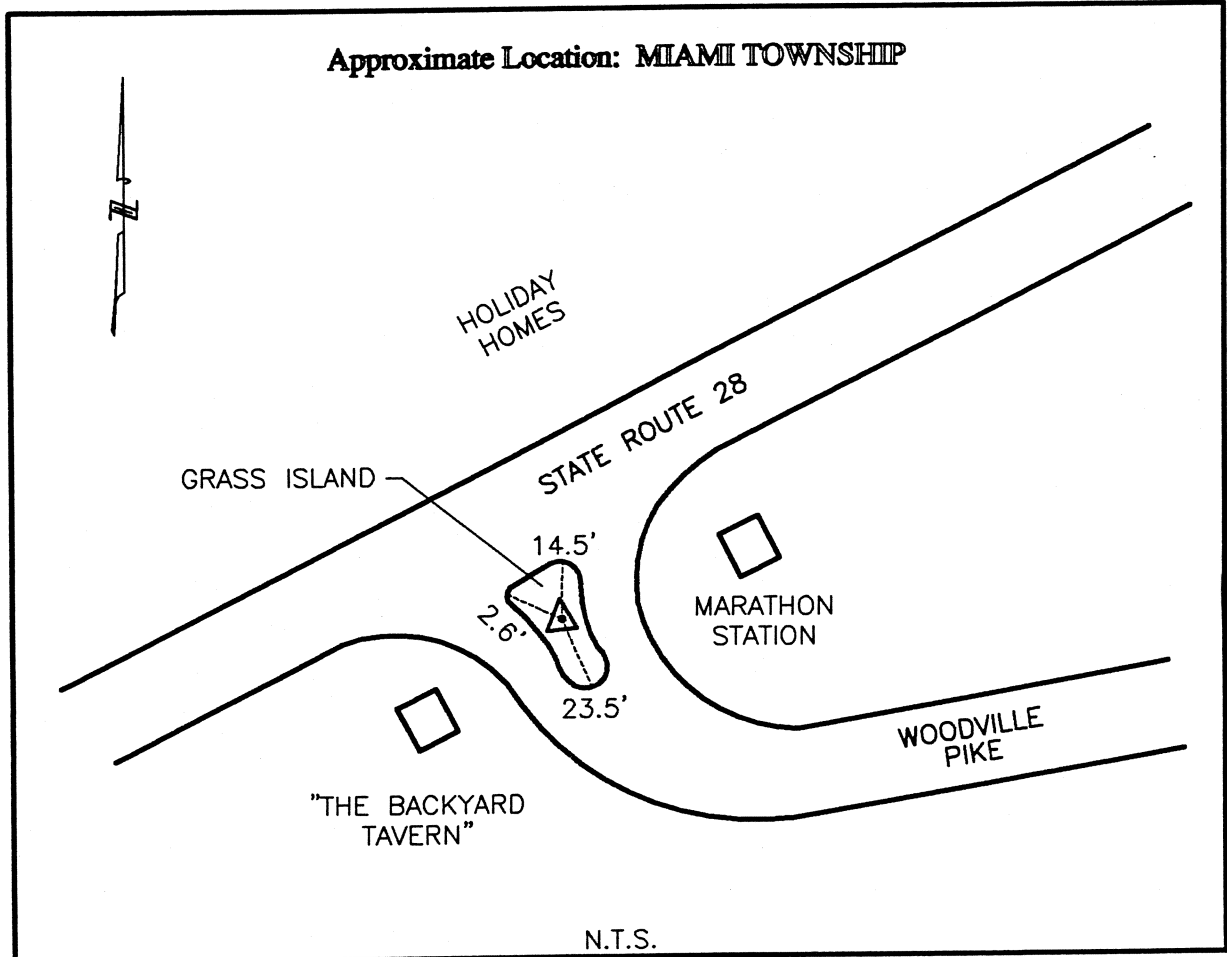 Approximate Location: MIAMI TOWNSHIP
N
HOLIDAY
HOMES
STATE ROUTE 28
GRASS ISLAND
14.5'
2.6'
23.5'
MARATHON
STATION
WOODVILLE
PIKE
"THE BACKYARD
TAVERN"
N.T.S.